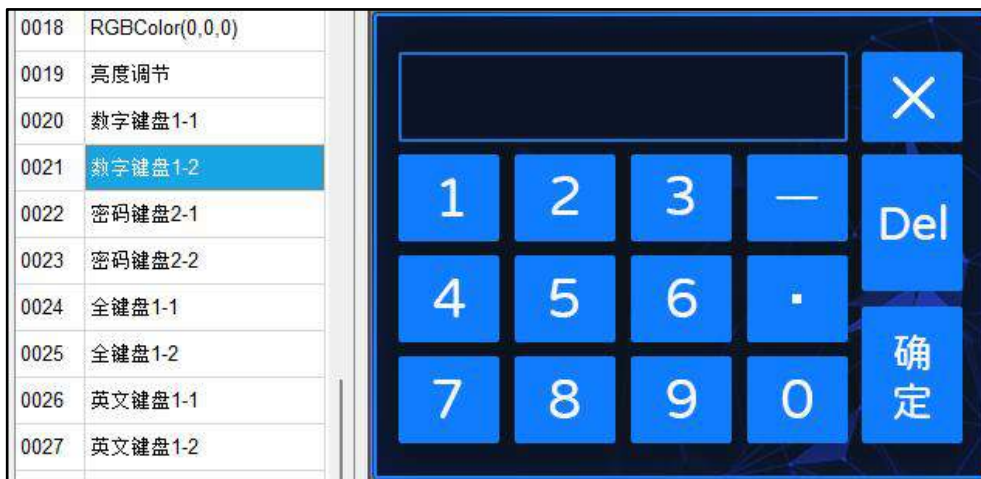 0018 RGBColor(0,0,0)
0019 亮度调节
0020 数字键盘1-1
0021 数字键盘1-2
0022 密码键盘2-1
0023 密码键盘2-2
0024 全键盘1-1
0025 全键盘1-2
0026 英文键盘1-1
0027 英文键盘1-2
1 2 3 — Del
4 5 6 .
7 8 9 0 确定